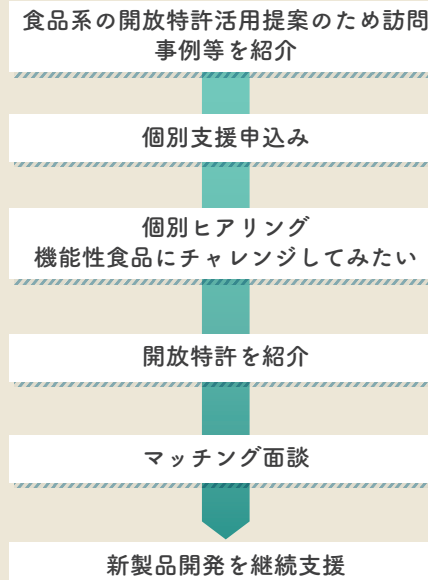 食品系の開放特許活用提案のため訪問
事例等を紹介
個別支援申込み
個別ヒアリング
機能性食品にチャレンジしてみたい
開放特許を紹介
マッチング面談
新製品開発を継続支援